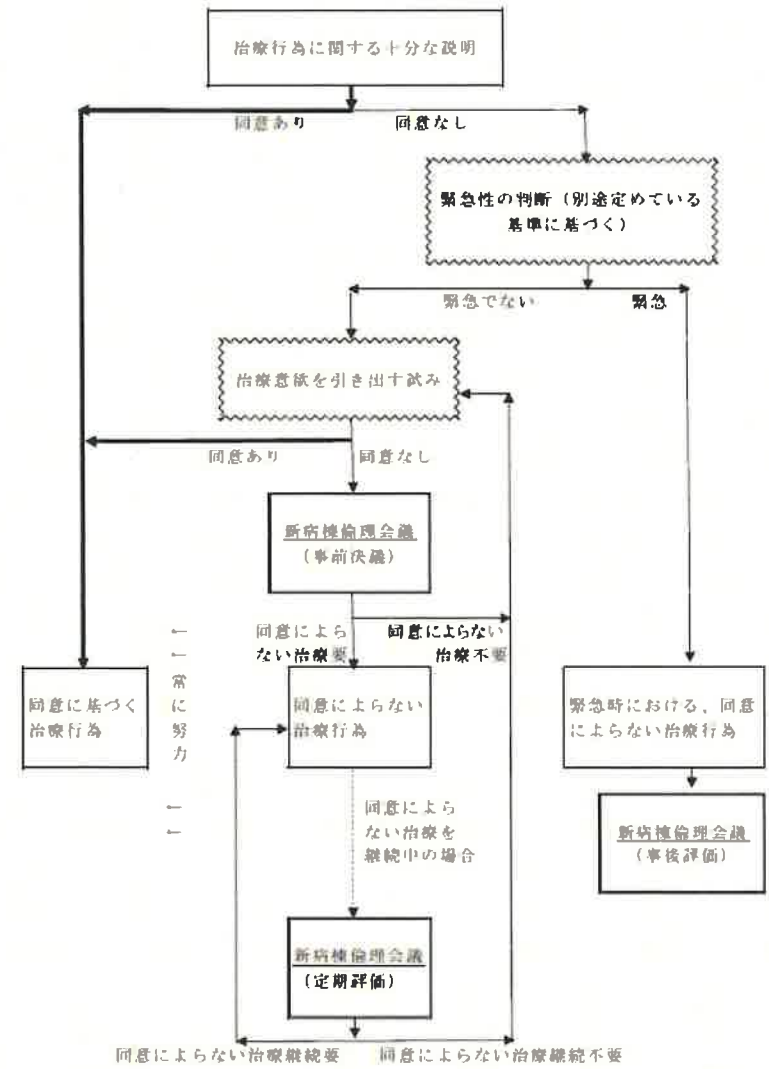 治療行為に関する十分な説明
同意あり
同意なし
緊急性の判断（別途定めている
基準に基づく）
緊急でない
緊急
治療意欲を引き出す試み
同意あり
同意なし
新病棟倫理会議
（事前決議）
同意によら
ない治療要
同意によらない
治療不要
←
←
常
に
努
力
←
←
同意に基づく
治療行為
同意によらない
治療行為
緊急時における、同意
によらない治療行為
同意によら
ない治療を
継続中の場合
新病棟倫理会議
（事後評価）
新病棟倫理会議
（定期評価）
同意によらない治療継続要
同意によらない治療継続不要